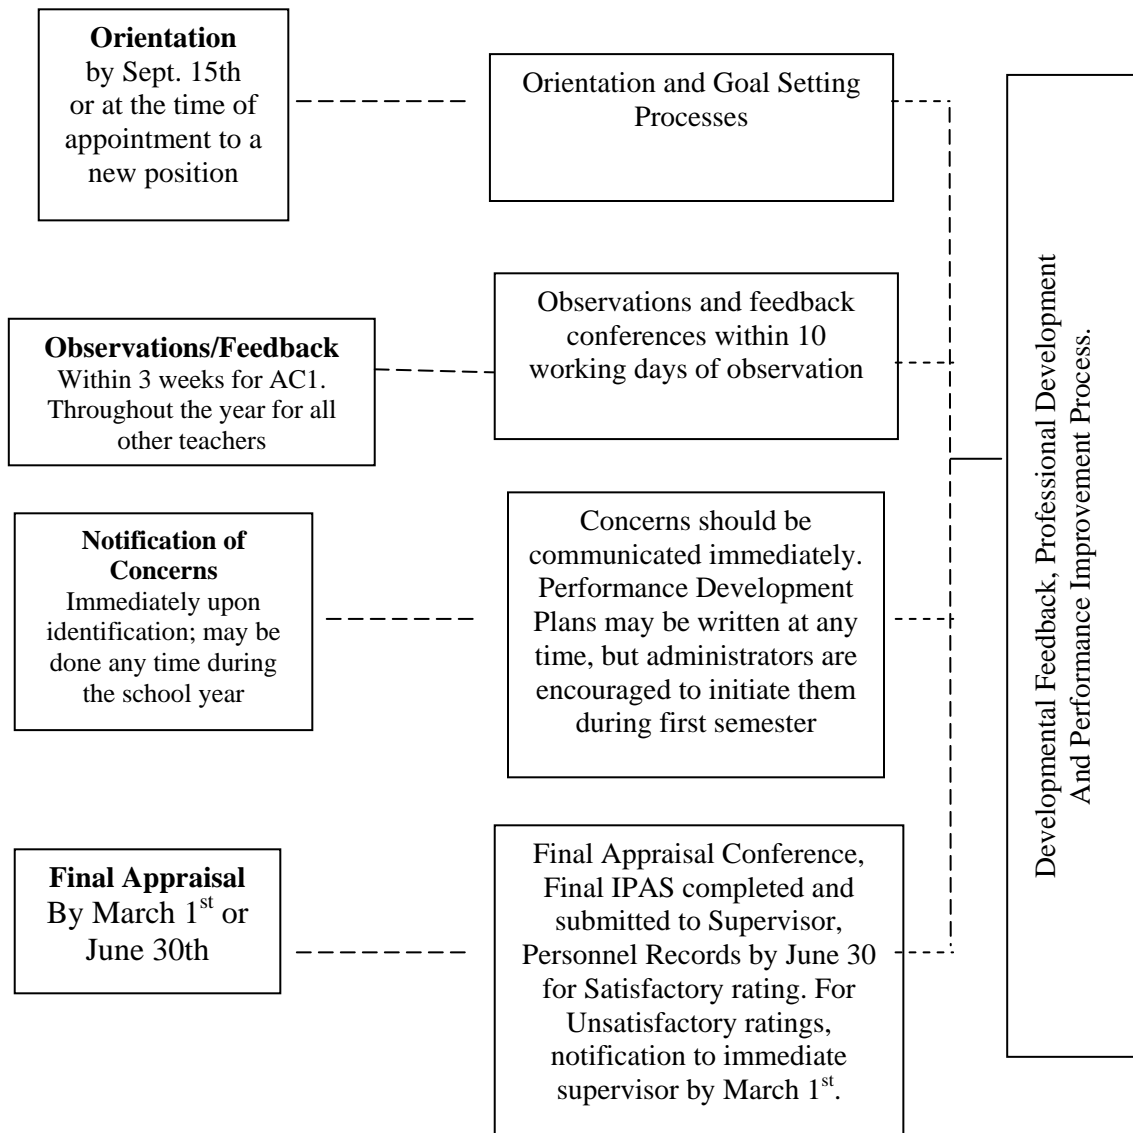 Orientation
by Sept. 15th
or at the time of
appointment to a
new position
Orientation and Goal Setting
Processes
Observations/Feedback
Within 3 weeks for AC1.
Throughout the year for all
other teachers
Observations and feedback
conferences within 10
working days of observation
Notification of
Concerns
Immediately upon
identification; may be
done any time during
the school year
Concerns should be
communicated immediately.
Performance Development
Plans may be written at any
time, but administrators are
encouraged to initiate them
during first semester
Final Appraisal
By March 1st or
June 30th
Final Appraisal Conference,
Final IPAS completed and
submitted to Supervisor,
Personnel Records by June 30
for Satisfactory rating. For
Unsatisfactory ratings,
notification to immediate
supervisor by March 1st.
Developmental Feedback, Professional Development
And Performance Improvement Process.